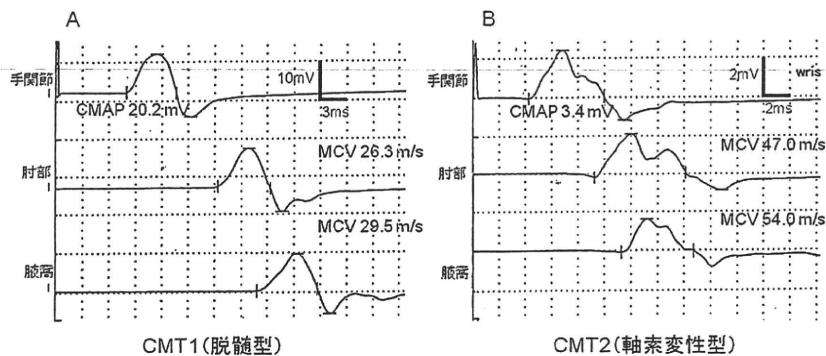 A
手関節
10mV
3ms
CMAP 20.2 mV
肘部
MCV 26.3 m/s
MCV 29.5 m/s
腋窩
CMT1(脱髄型)
B
手関節
2mV
wris
2ms
CMAP 3.4 mV
肘部
MCV 47.0 m/s
MCV 54.0 m/s
腋窩
CMT2(軸索変性型)